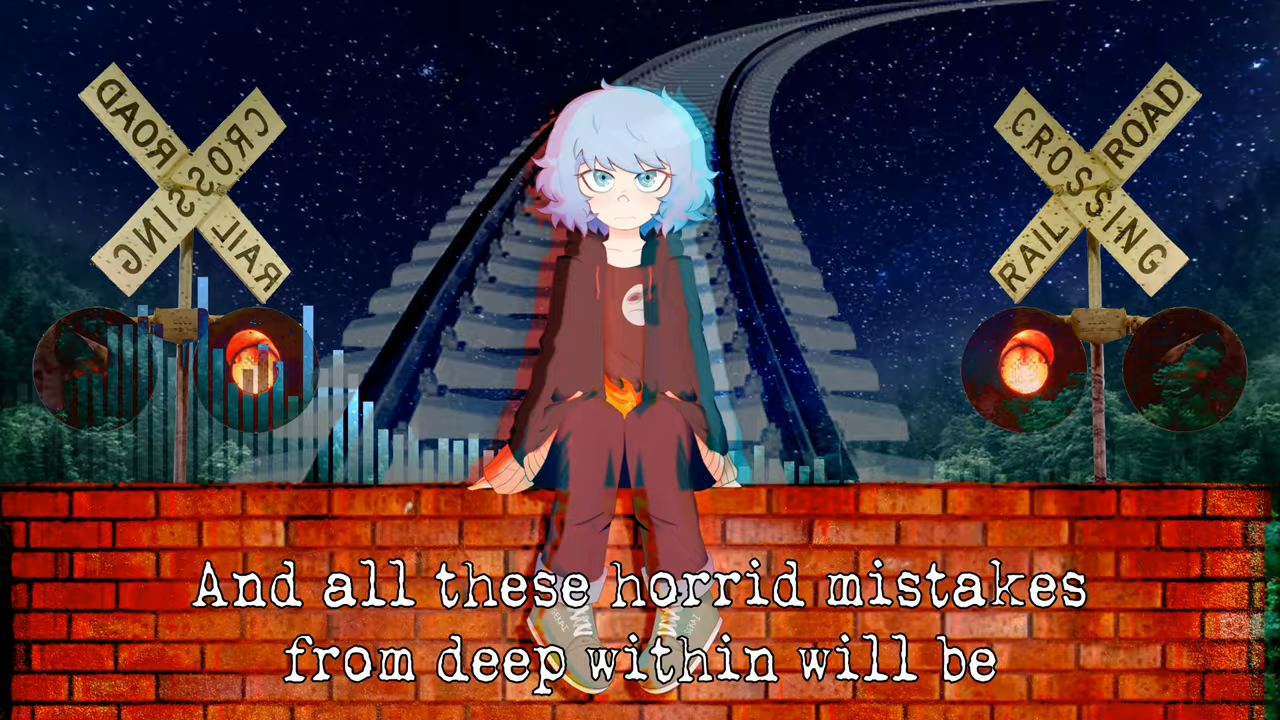 ROAD
CROSSING
RAIL
CROSSING
ROAD
RAIL
And all these horrid mistakes
from deep within will be